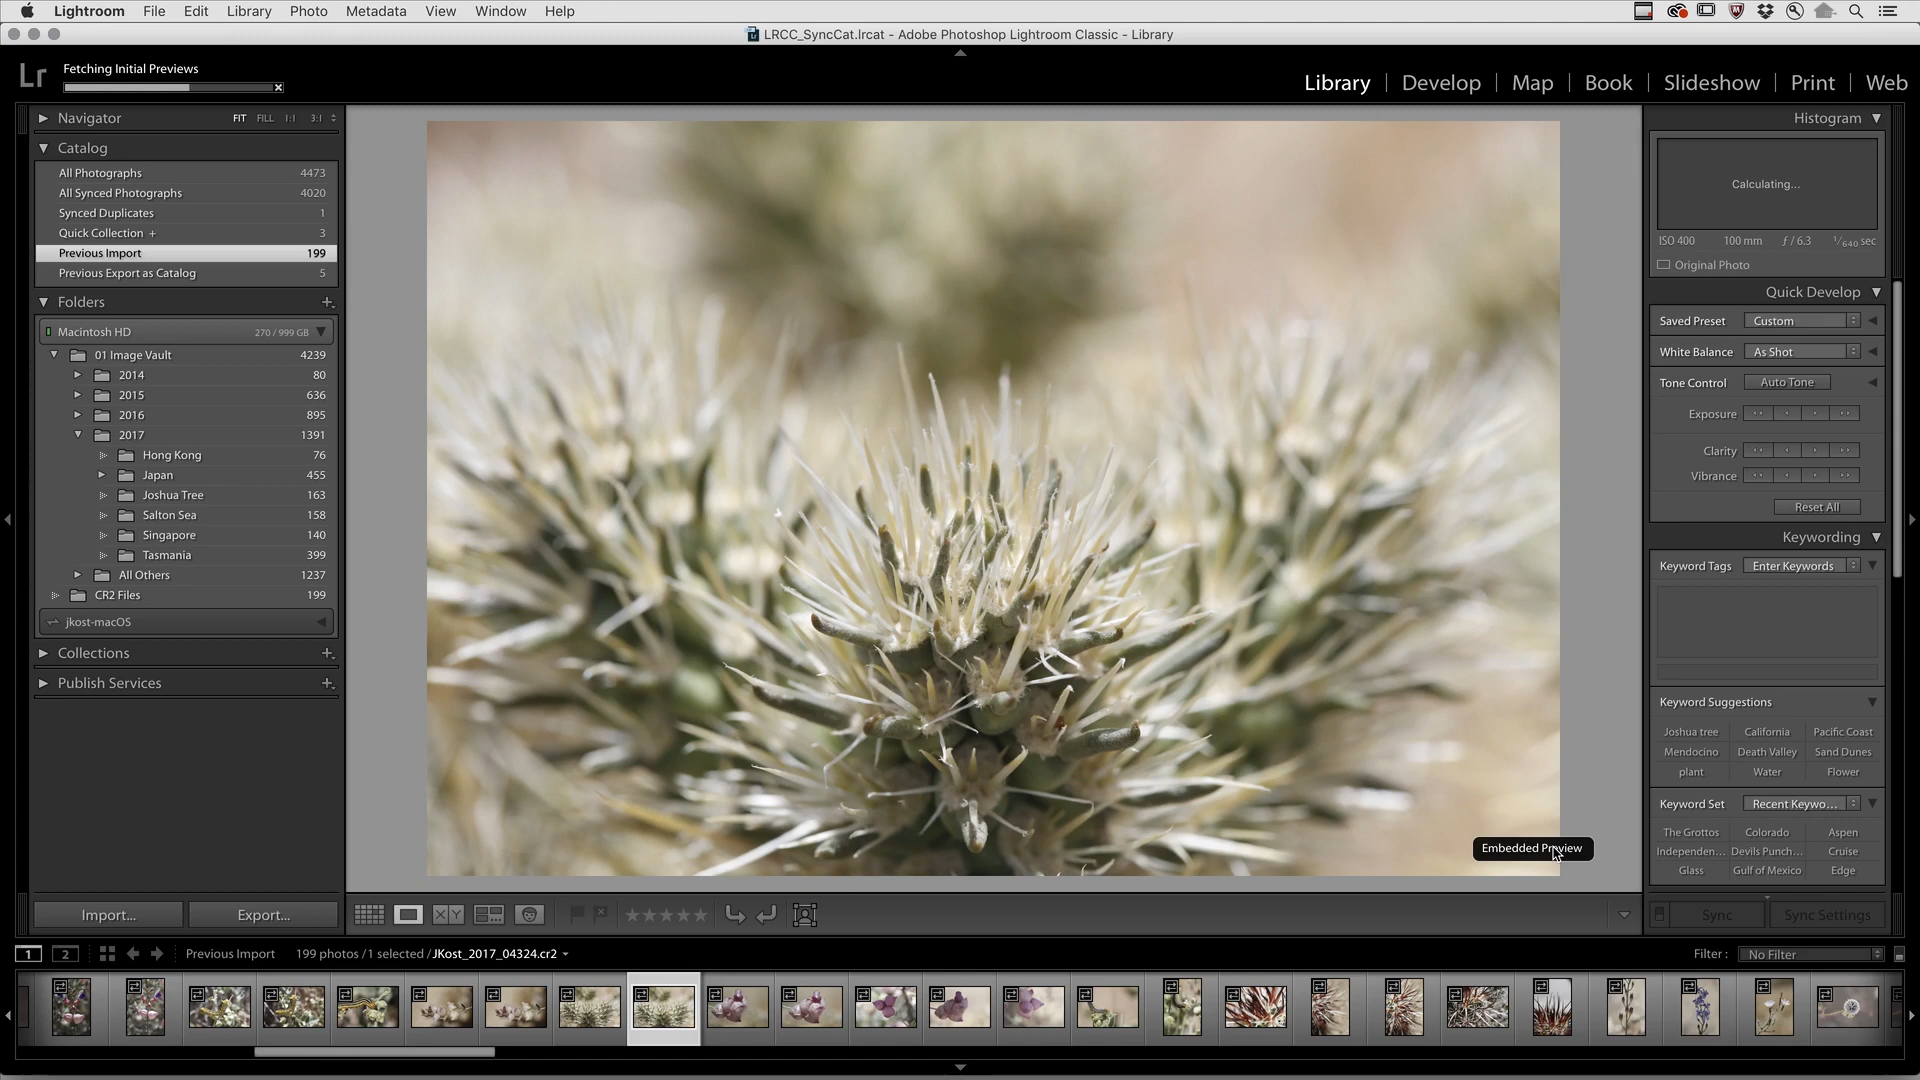 Lightroom File Edit Library Photo Metadata View Window Help
LRCC_SyncCat.lrcat - Adobe Photoshop Lightroom Classic - Library
Lr
Fetching Initial Previews
Library | Develop | Map | Book | Slideshow | Print | Web
Navigator FIT FILL 1:1 3:1
Catalog
All Photographs 4473
All Synced Photographs 4020
Synced Duplicates 1
Quick Collection + 3
Previous Import 199
Previous Export as Catalog 5
Folders
Macintosh HD 270 / 999 GB
01 Image Vault 4239
2014 80
2015 636
2016 895
2017 1391
Hong Kong 76
Japan 455
Joshua Tree 163
Salton Sea 158
Singapore 140
Tasmania 399
All Others 1237
CR2 Files 199
jkost-macOS
Collections
Publish Services
Import... Export...
Embedded Preview
XY
Histogram
Calculating...
ISO 400 100 mm ƒ / 6.3 1/640 sec
Original Photo
Quick Develop
Saved Preset Custom
White Balance As Shot
Tone Control Auto Tone
Exposure
Clarity
Vibrance
Reset All
Keywording
Keyword Tags Enter Keywords
Keyword Suggestions
Joshua tree California Pacific Coast
Mendocino Death Valley Sand Dunes
plant Water Flower
Keyword Set Recent Keywo...
The Grottos Colorado Aspen
Independen... Devils Punch... Cruise
Glass Gulf of Mexico Edge
Sync Sync Settings
1 2 Previous Import 199 photos / 1 selected / JKost_2017_04324.cr2
Filter : No Filter